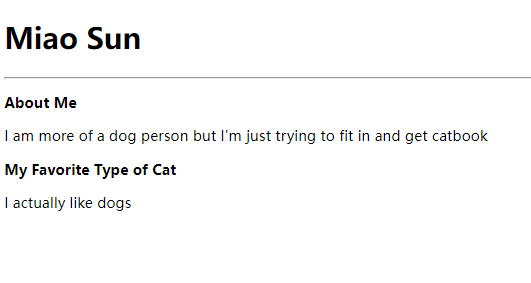 Miao Sun
About Me
I am more of a dog person but I'm just trying to fit in and get catbook
My Favorite Type of Cat
I actually like dogs